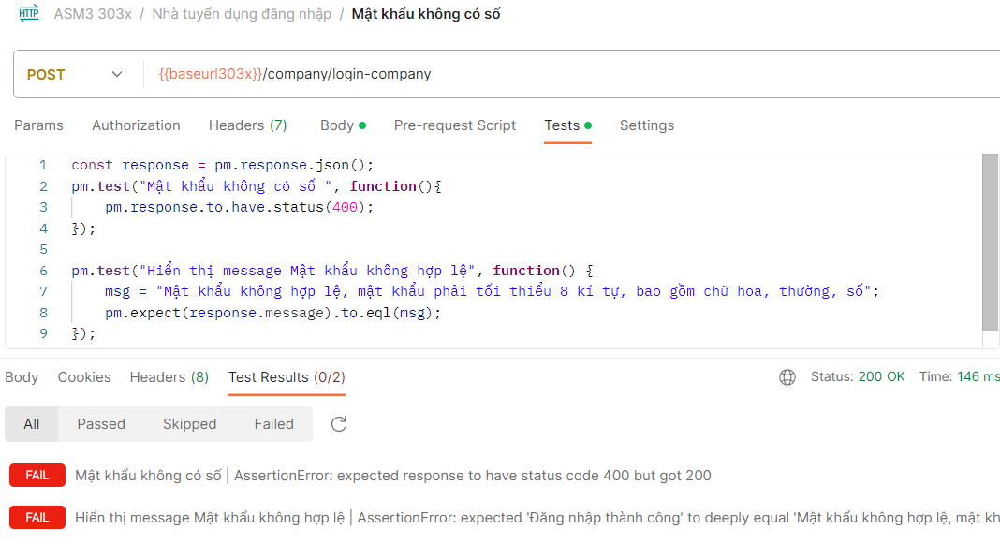 HTTP ASM3 303x / Nhà tuyển dụng đăng nhập / Mật khẩu không có số
POST {{baseurl303x}}/company/login-company
Params Authorization Headers (7) Body Pre-request Script Tests Settings
1 const response = pm.response.json();
2 pm.test("Mật khẩu không có số ", function(){
3 pm.response.to.have.status(400);
4 });
5
6 pm.test("Hiển thị message Mật khẩu không hợp lệ", function() {
7 msg = "Mật khẩu không hợp lệ, mật khẩu phải tối thiểu 8 kí tự, bao gồm chữ hoa, thường, số";
8 pm.expect(response.message).to.eql(msg);
9 });
Body Cookies Headers (8) Test Results (0/2) Status: 200 OK Time: 146 ms
All Passed Skipped Failed
FAIL Mật khẩu không có số | AssertionError: expected response to have status code 400 but got 200
FAIL Hiển thị message Mật khẩu không hợp lệ | AssertionError: expected 'Đăng nhập thành công' to deeply equal 'Mật khẩu không hợp lệ, mật kh